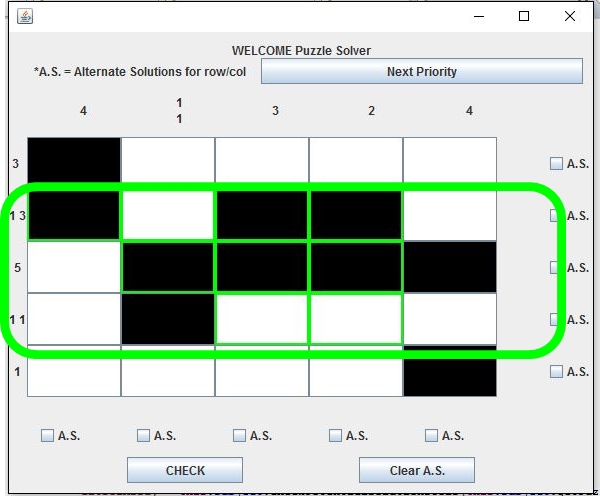 WELCOME Puzzle Solver
*A.S. = Alternate Solutions for row/col
Next Priority
4 1 1 3 2 4
3 A.S.
1 3 A.S.
5 A.S.
1 1 A.S.
1 A.S.
A.S. A.S. A.S. A.S. A.S.
CHECK Clear A.S.